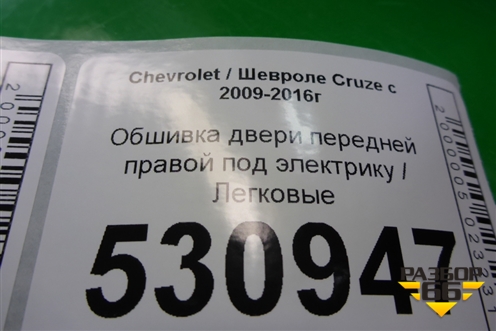 Chevrolet / Шевроле Cruze с
2009-2016г
Обшивка двери передней
правой под электрику /
Легковые
530947
РАЗБОР
66